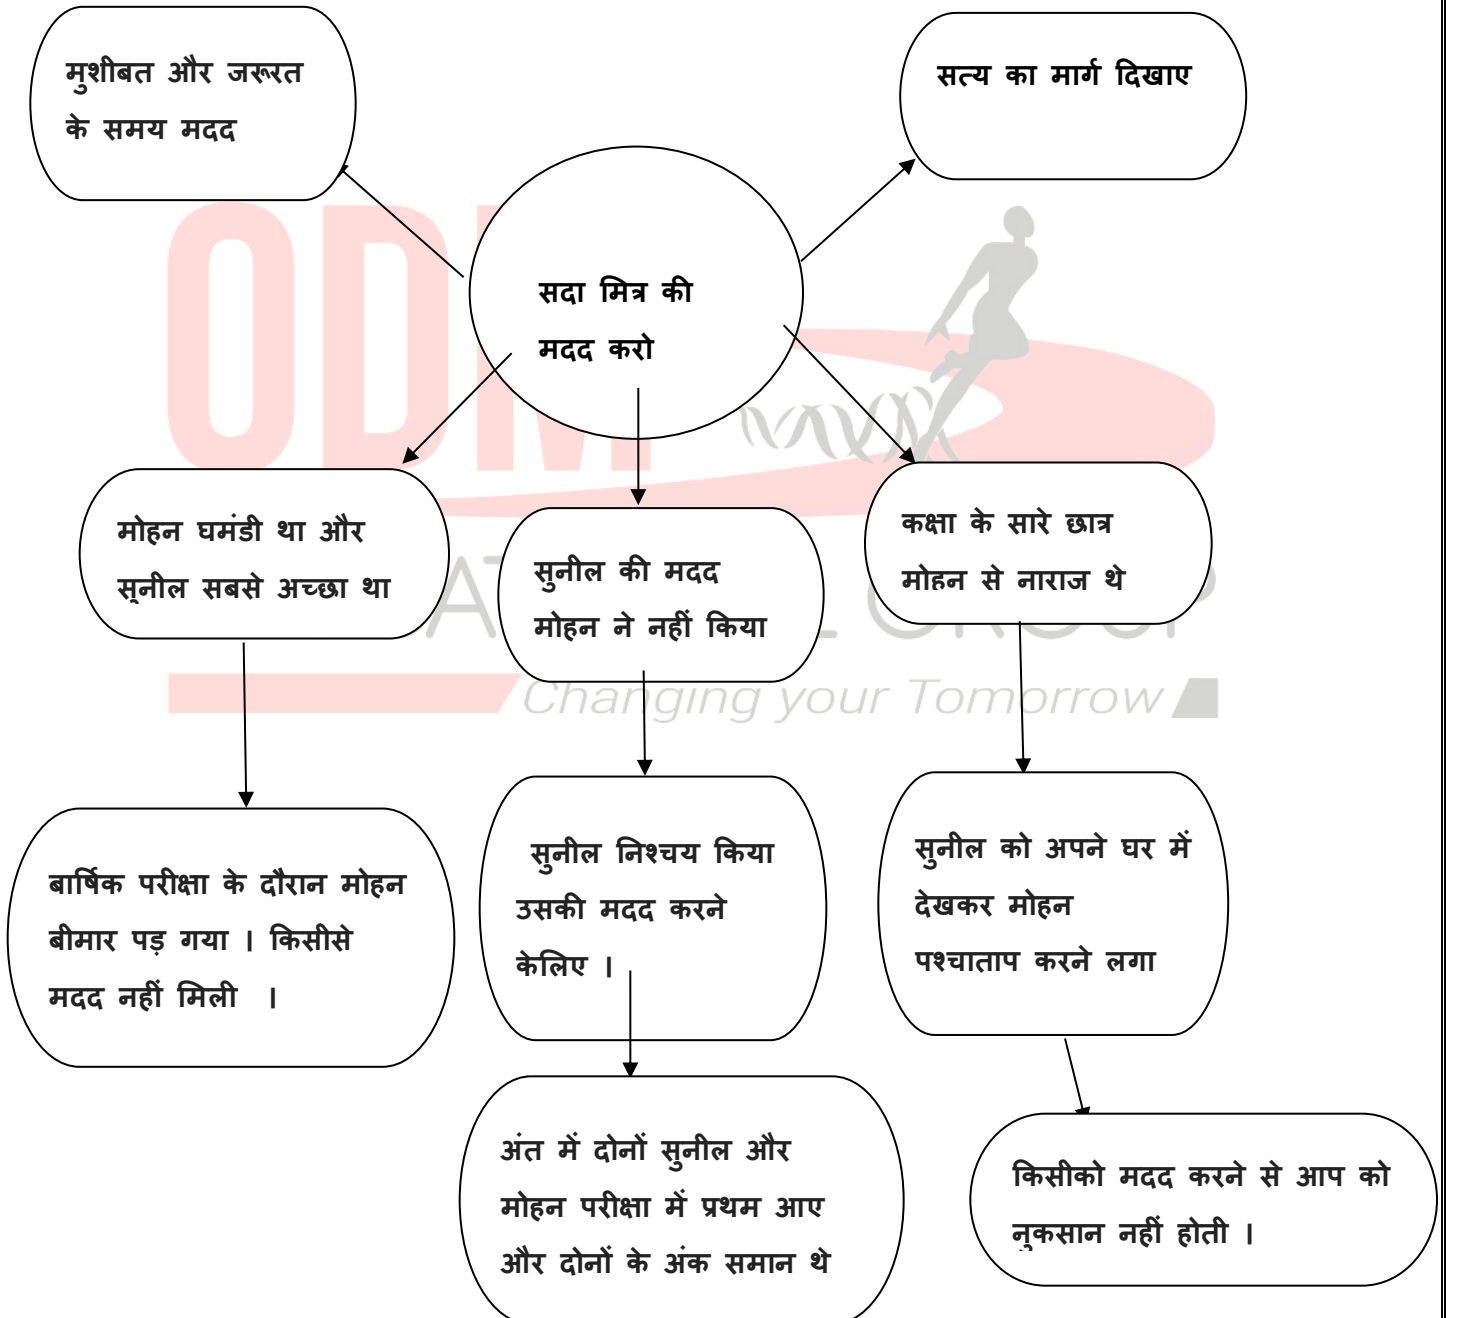 मुशीबत और जरूरत
के समय मदद
सत्य का मार्ग दिखाए
सदा मित्र की
मदद करो
मोहन घमंडी था और
सुनील सबसे अच्छा था
सुनील की मदद
मोहन ने नहीं किया
कक्षा के सारे छात्र
मोहन से नाराज थे
Changing your Tomorrow
बार्षिक परीक्षा के दौरान मोहन
बीमार पड़ गया । किसीसे
मदद नहीं मिली ।
सुनील निश्चय किया
उसकी मदद करने
केलिए ।
सुनील को अपने घर में
देखकर मोहन
पश्चाताप करने लगा
अंत में दोनों सुनील और
मोहन परीक्षा में प्रथम आए
और दोनों के अंक समान थे
किसीको मदद करने से आप को
नुकसान नहीं होती ।